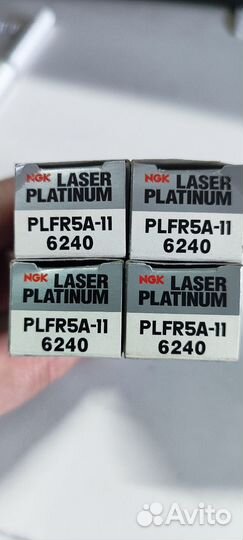 NGK LASER
PLATINUM
PLFR5A-11
6240
NGK LASER
PLATINUM
PLFR5A-11
6240
NGK LASER
PLATINUM
PLFR5A-11
6240
NGK LASER
PLATINUM
PLFR5A-11
6240
Avito